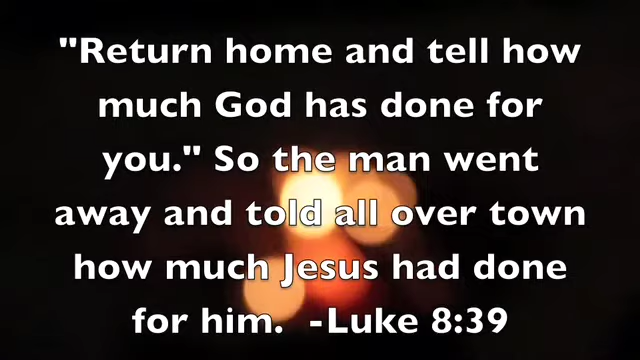 "Return home and tell how
much God has done for
you." So the man went
away and told all over town
how much Jesus had done
for him.  -Luke 8:39